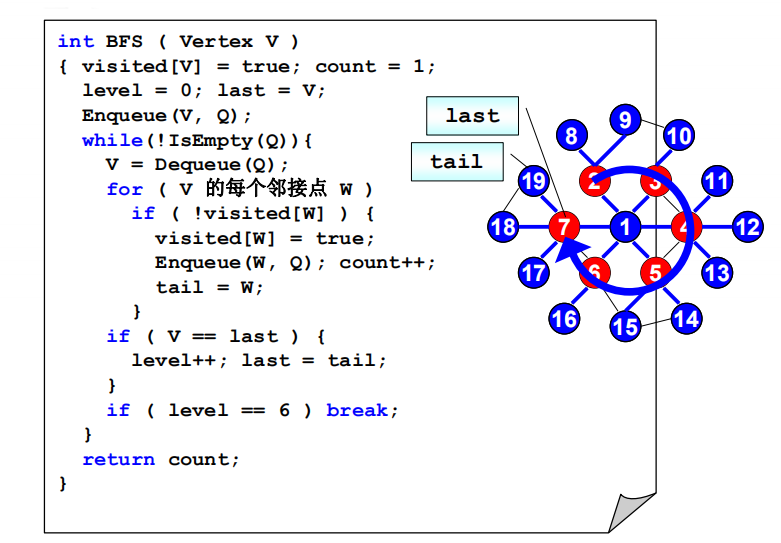 int BFS ( Vertex V )
{ visited[V] = true; count = 1;
level = 0; last = V;
Enqueue(V, Q);
while(!IsEmpty(Q)){
V = Dequeue(Q);
for ( V 的每个邻接点 W )
if ( !visited[W] ) {
visited[W] = true;
Enqueue(W, Q); count++;
tail = W;
}
if ( V == last ) {
level++; last = tail;
}
if ( level == 6 ) break;
}
return count;
}
last
tail
9
8
10
19
2
3
11
18
7
1
4
12
17
6
5
13
16
15
14